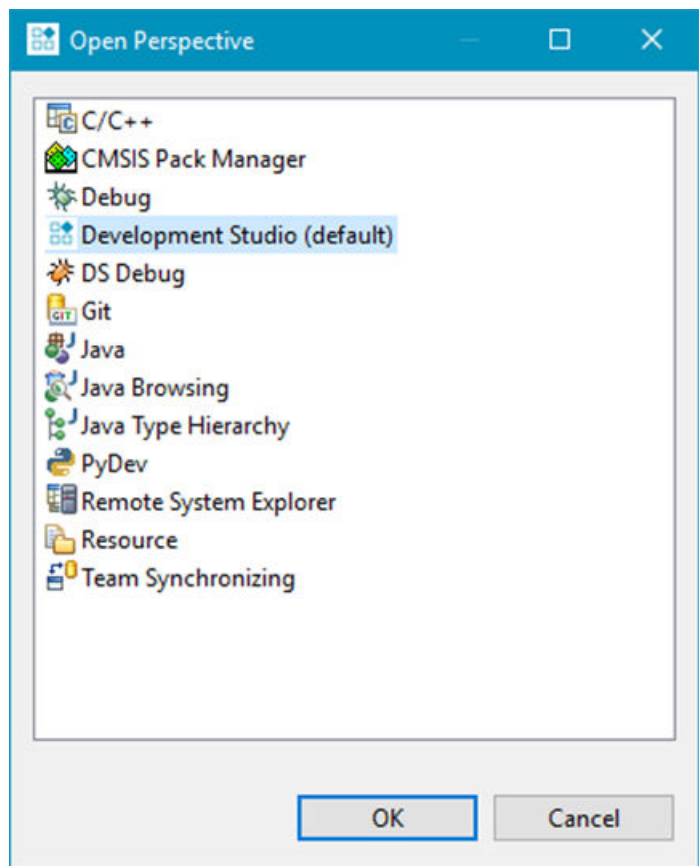 Open Perspective
C/C++
CMSIS Pack Manager
Debug
Development Studio (default)
DS Debug
GIT Git
Java
Java Browsing
Java Type Hierarchy
PyDev
Remote System Explorer
Resource
Team Synchronizing
OK Cancel